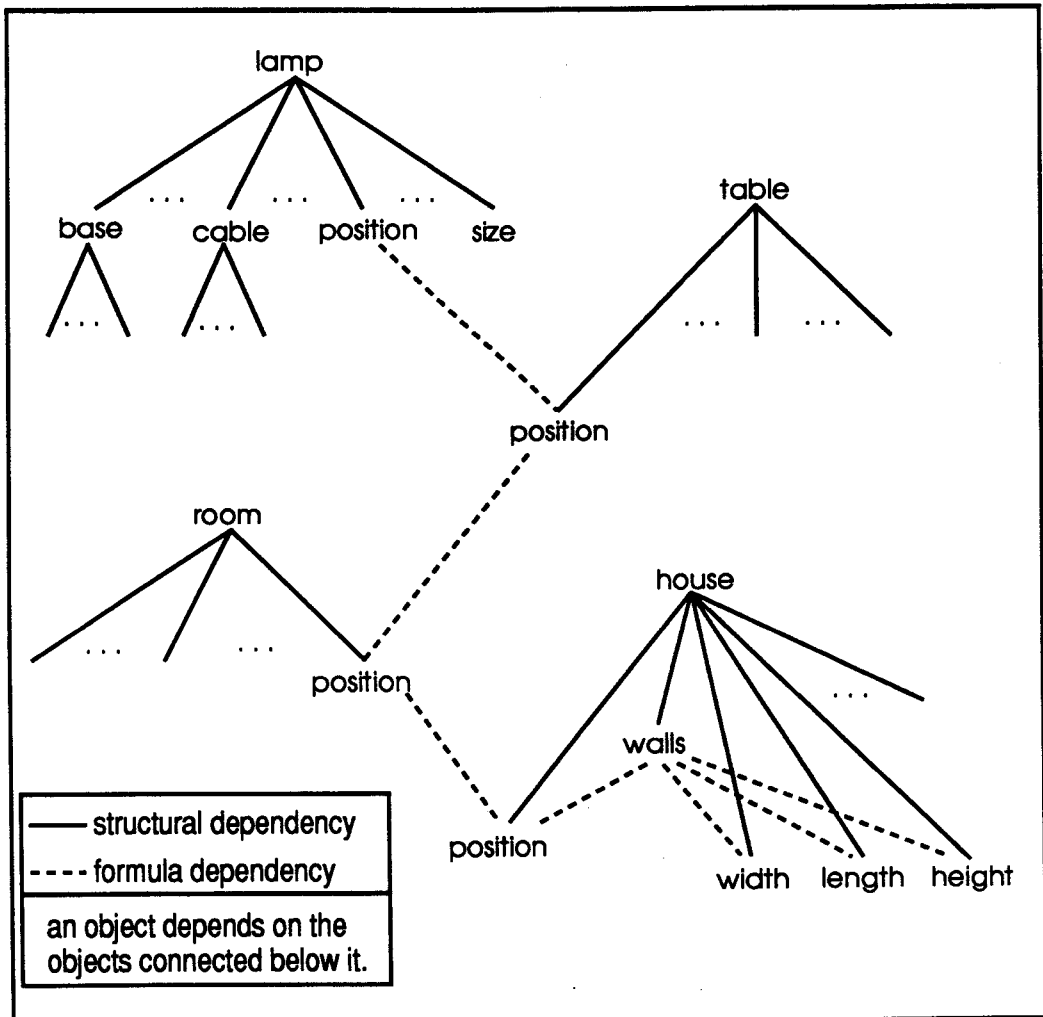 lamp
... ... ...
base cable position size
table
... ...
... ...
position
room
... ...
position
house
...
walls
position
width length height
structural dependency
formula dependency
an object depends on the
objects connected below it.